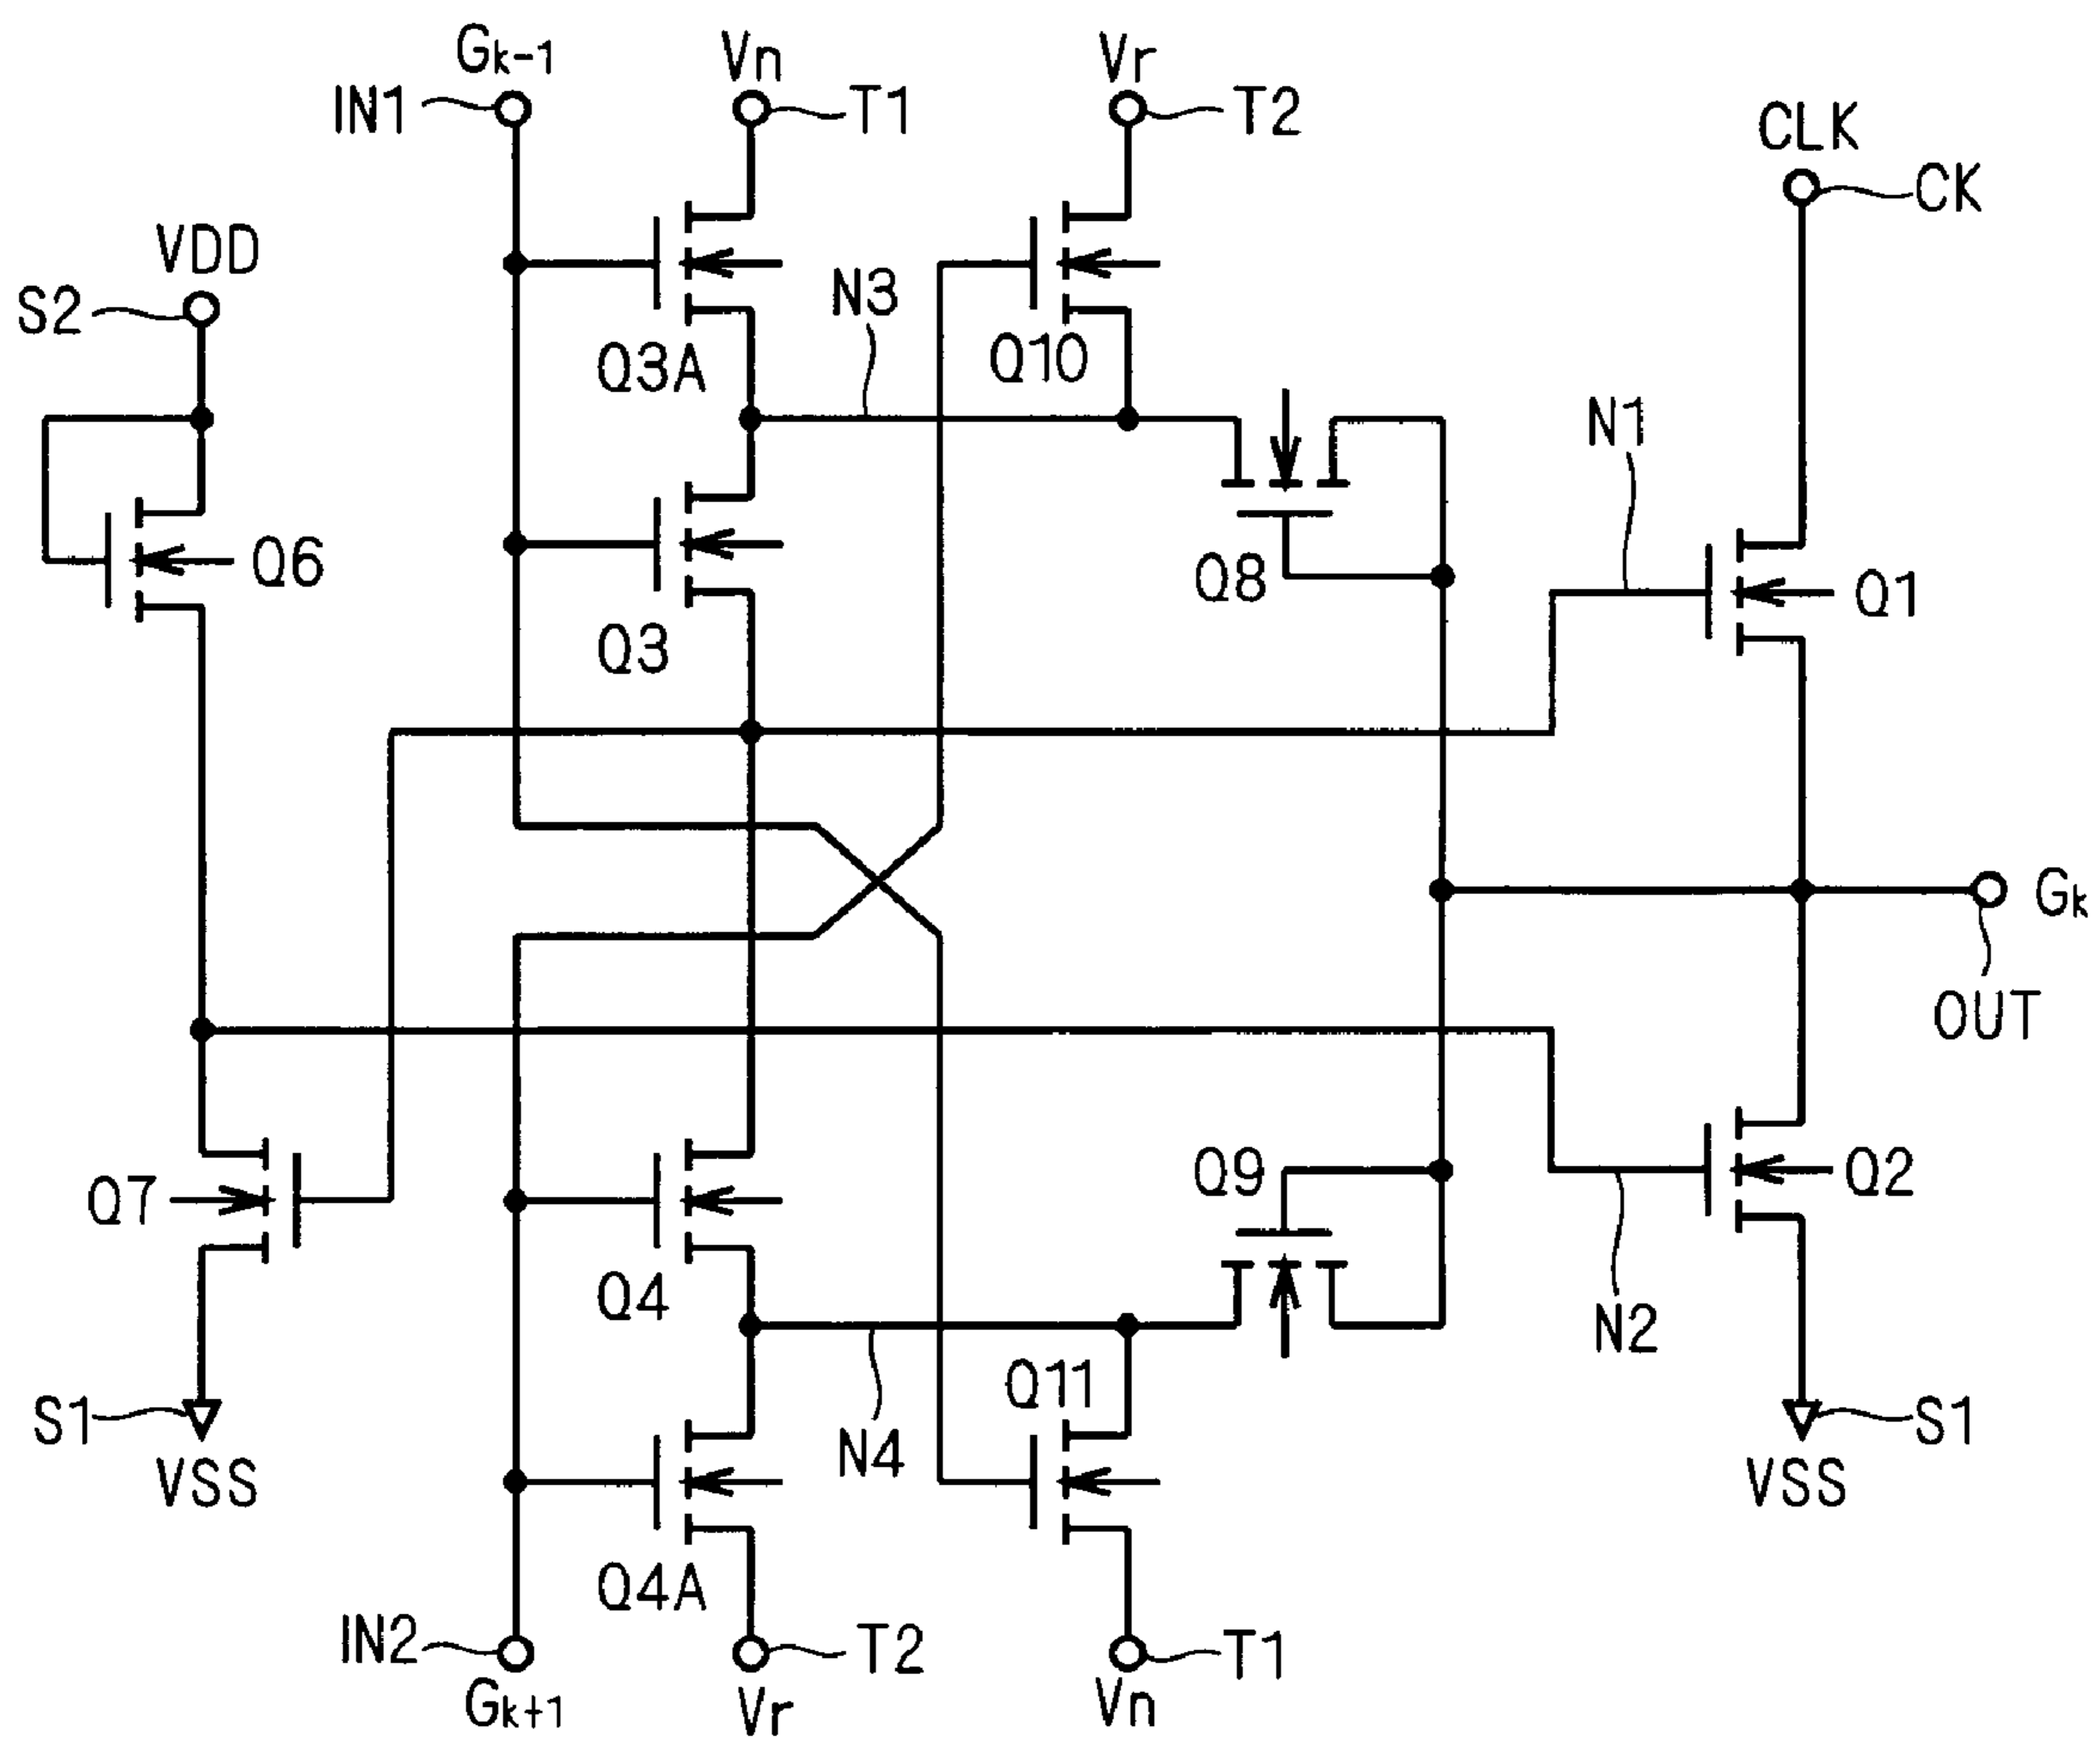 Gk-1
Vn
Vr
IN1
T1
T2
CLK
CK
VDD
S2
N3
Q3A
Q10
N1
Q6
Q8
Q1
Q3
Gk
OUT
Q7
Q9
Q2
Q4
N2
Q11
S1
N4
S1
VSS
VSS
Q4A
IN2
T2
T1
Gk+1
Vr
Vn